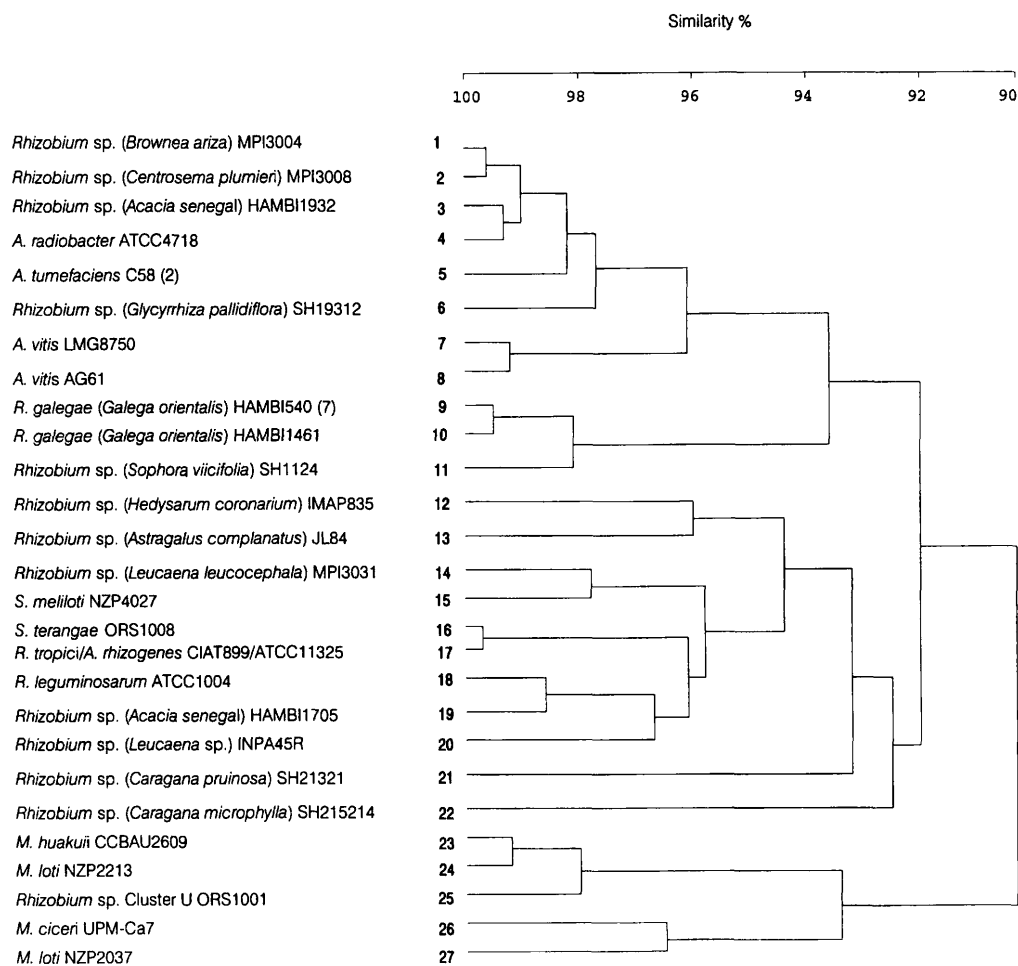 Similarity %
100 98 96 94 92 90
Rhizobium sp. (Brownea ariza) MPI3004 1
Rhizobium sp. (Centrosema plumieri) MPI3008 2
Rhizobium sp. (Acacia senegal) HAMBI1932 3
A. radiobacter ATCC4718 4
A. tumefaciens C58 (2) 5
Rhizobium sp. (Glycyrrhiza pallidiflora) SH19312 6
A. vitis LMG8750 7
A. vitis AG61 8
R. galegae (Galega orientalis) HAMBI540 (7) 9
R. galegae (Galega orientalis) HAMBI1461 10
Rhizobium sp. (Sophora viicifolia) SH1124 11
Rhizobium sp. (Hedysarum coronarium) IMAP835 12
Rhizobium sp. (Astragalus complanatus) JL84 13
Rhizobium sp. (Leucaena leucocephala) MPI3031 14
S. meliloti NZP4027 15
S. terangae ORS1008 16
R. tropici/A. rhizogenes CIAT899/ATCC11325 17
R. leguminosarum ATCC1004 18
Rhizobium sp. (Acacia senegal) HAMBI1705 19
Rhizobium sp. (Leucaena sp.) INPA45R 20
Rhizobium sp. (Caragana pruinosa) SH21321 21
Rhizobium sp. (Caragana microphylla) SH215214 22
M. huakuii CCBAU2609 23
M. loti NZP2213 24
Rhizobium sp. Cluster U ORS1001 25
M. ciceri UPM-Ca7 26
M. loti NZP2037 27